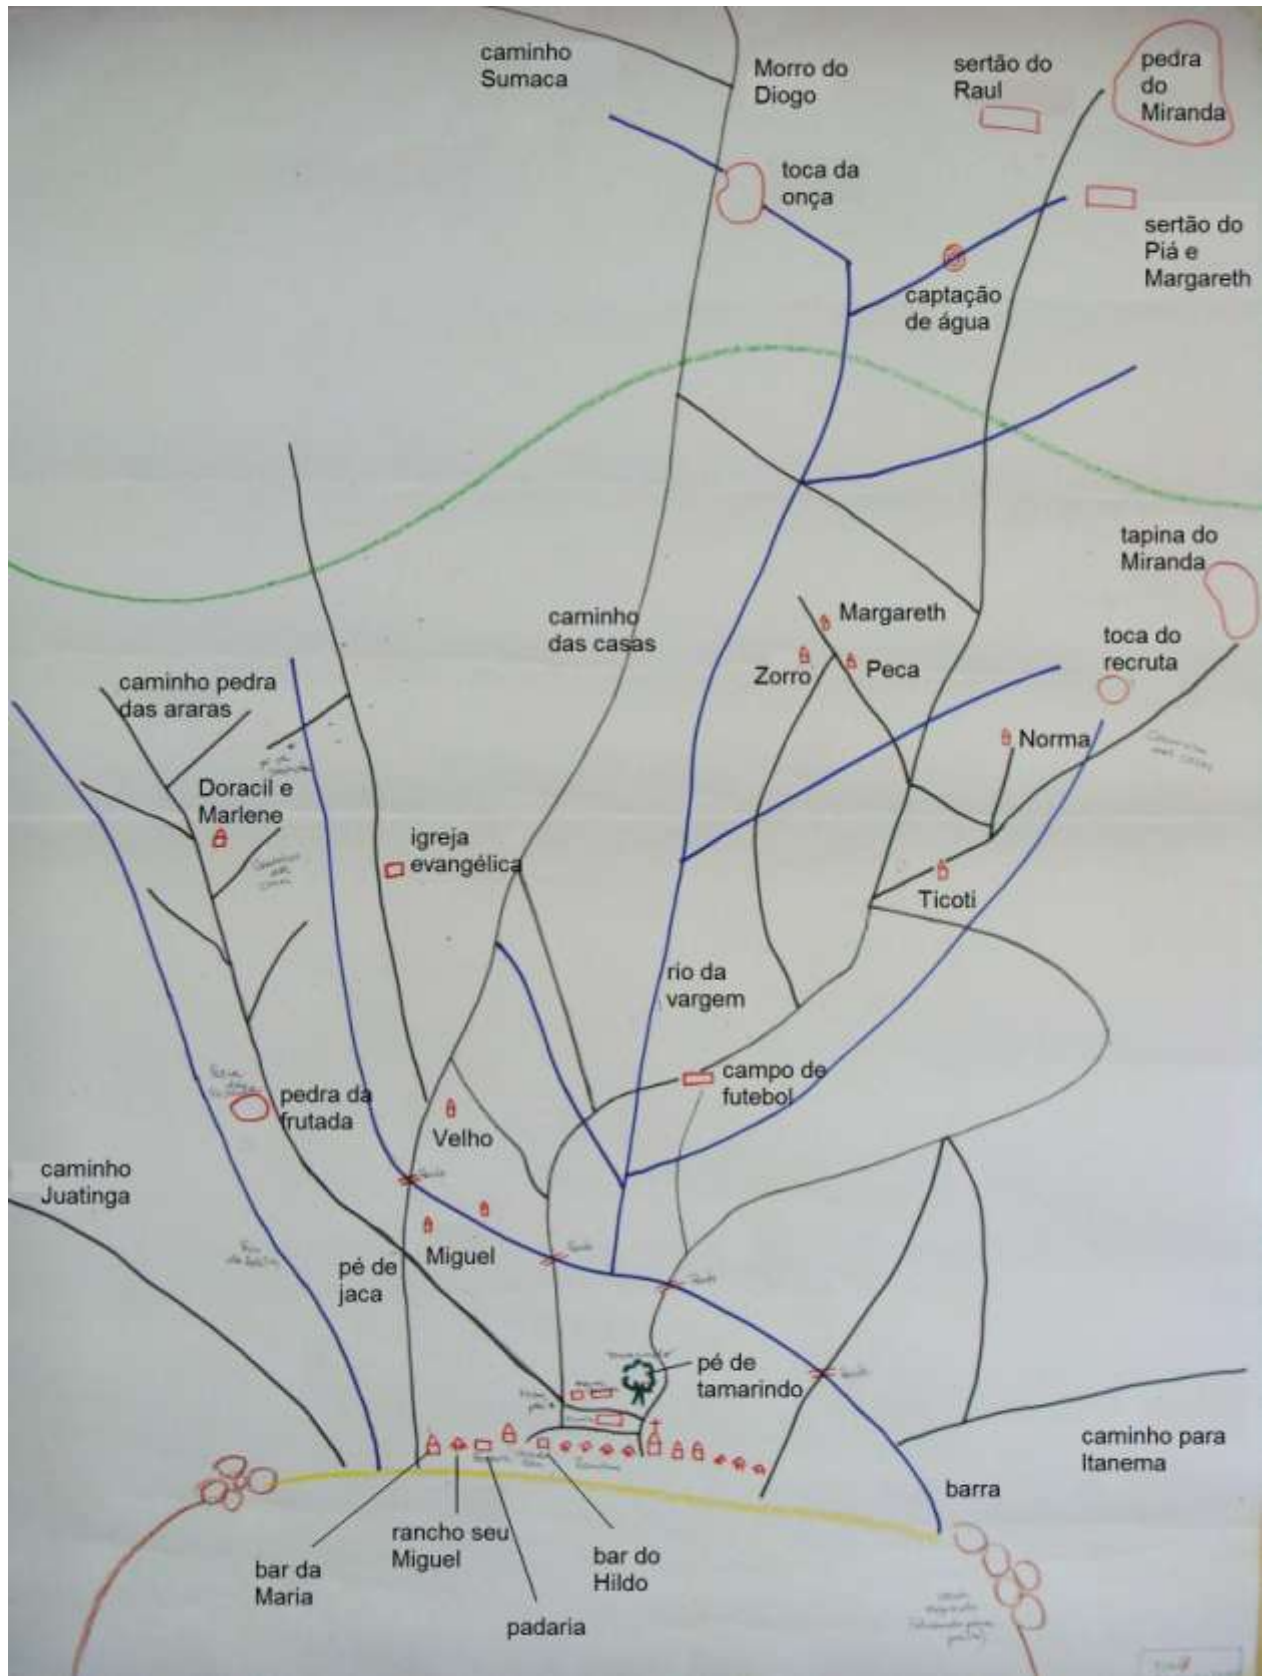 caminho
Sumaca
Morro do
Diogo
sertão do
Raul
pedra
do
Miranda
toca da
onça
sertão do
Piá e
Margareth
captação
de água
tapina do
Miranda
caminho
das casas
Margareth
Zorro
Peca
toca do
recruta
caminho pedra
das araras
Norma
Doracil e
Marlene
igreja
evangélica
Ticoti
rio da
vargem
campo de
futebol
pedra da
frutada
Velho
caminho
Juatinga
Miguel
pé de
jaca
pé de
tamarindo
caminho para
Itanema
barra
rancho seu
Miguel
bar do
Hildo
bar da
Maria
padaria